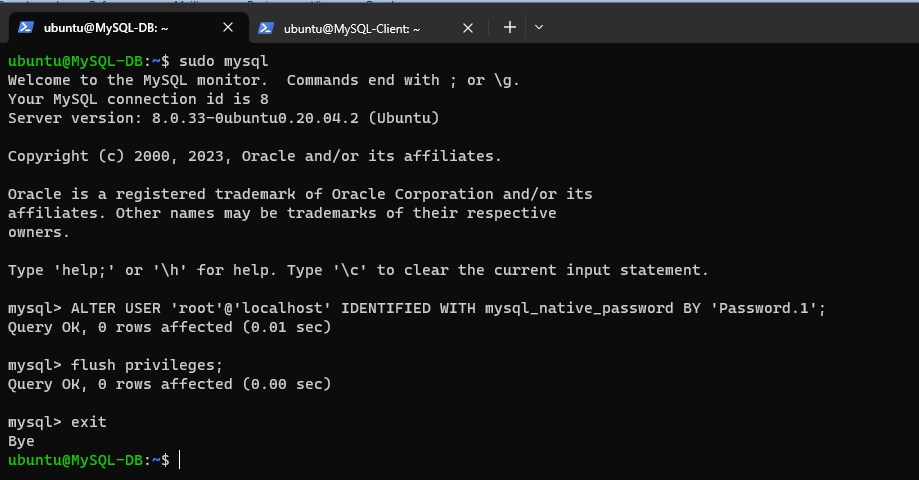 ubuntu@MySQL-DB: ~
ubuntu@MySQL-Client: ~
ubuntu@MySQL-DB:~$ sudo mysql
Welcome to the MySQL monitor.  Commands end with ; or \g.
Your MySQL connection id is 8
Server version: 8.0.33-0ubuntu0.20.04.2 (Ubuntu)
Copyright (c) 2000, 2023, Oracle and/or its affiliates.
Oracle is a registered trademark of Oracle Corporation and/or its
affiliates. Other names may be trademarks of their respective
owners.
Type 'help;' or '\h' for help. Type '\c' to clear the current input statement.
mysql> ALTER USER 'root'@'localhost' IDENTIFIED WITH mysql_native_password BY 'Password.1';
Query OK, 0 rows affected (0.01 sec)
mysql> flush privileges;
Query OK, 0 rows affected (0.00 sec)
mysql> exit
Bye
ubuntu@MySQL-DB:~$